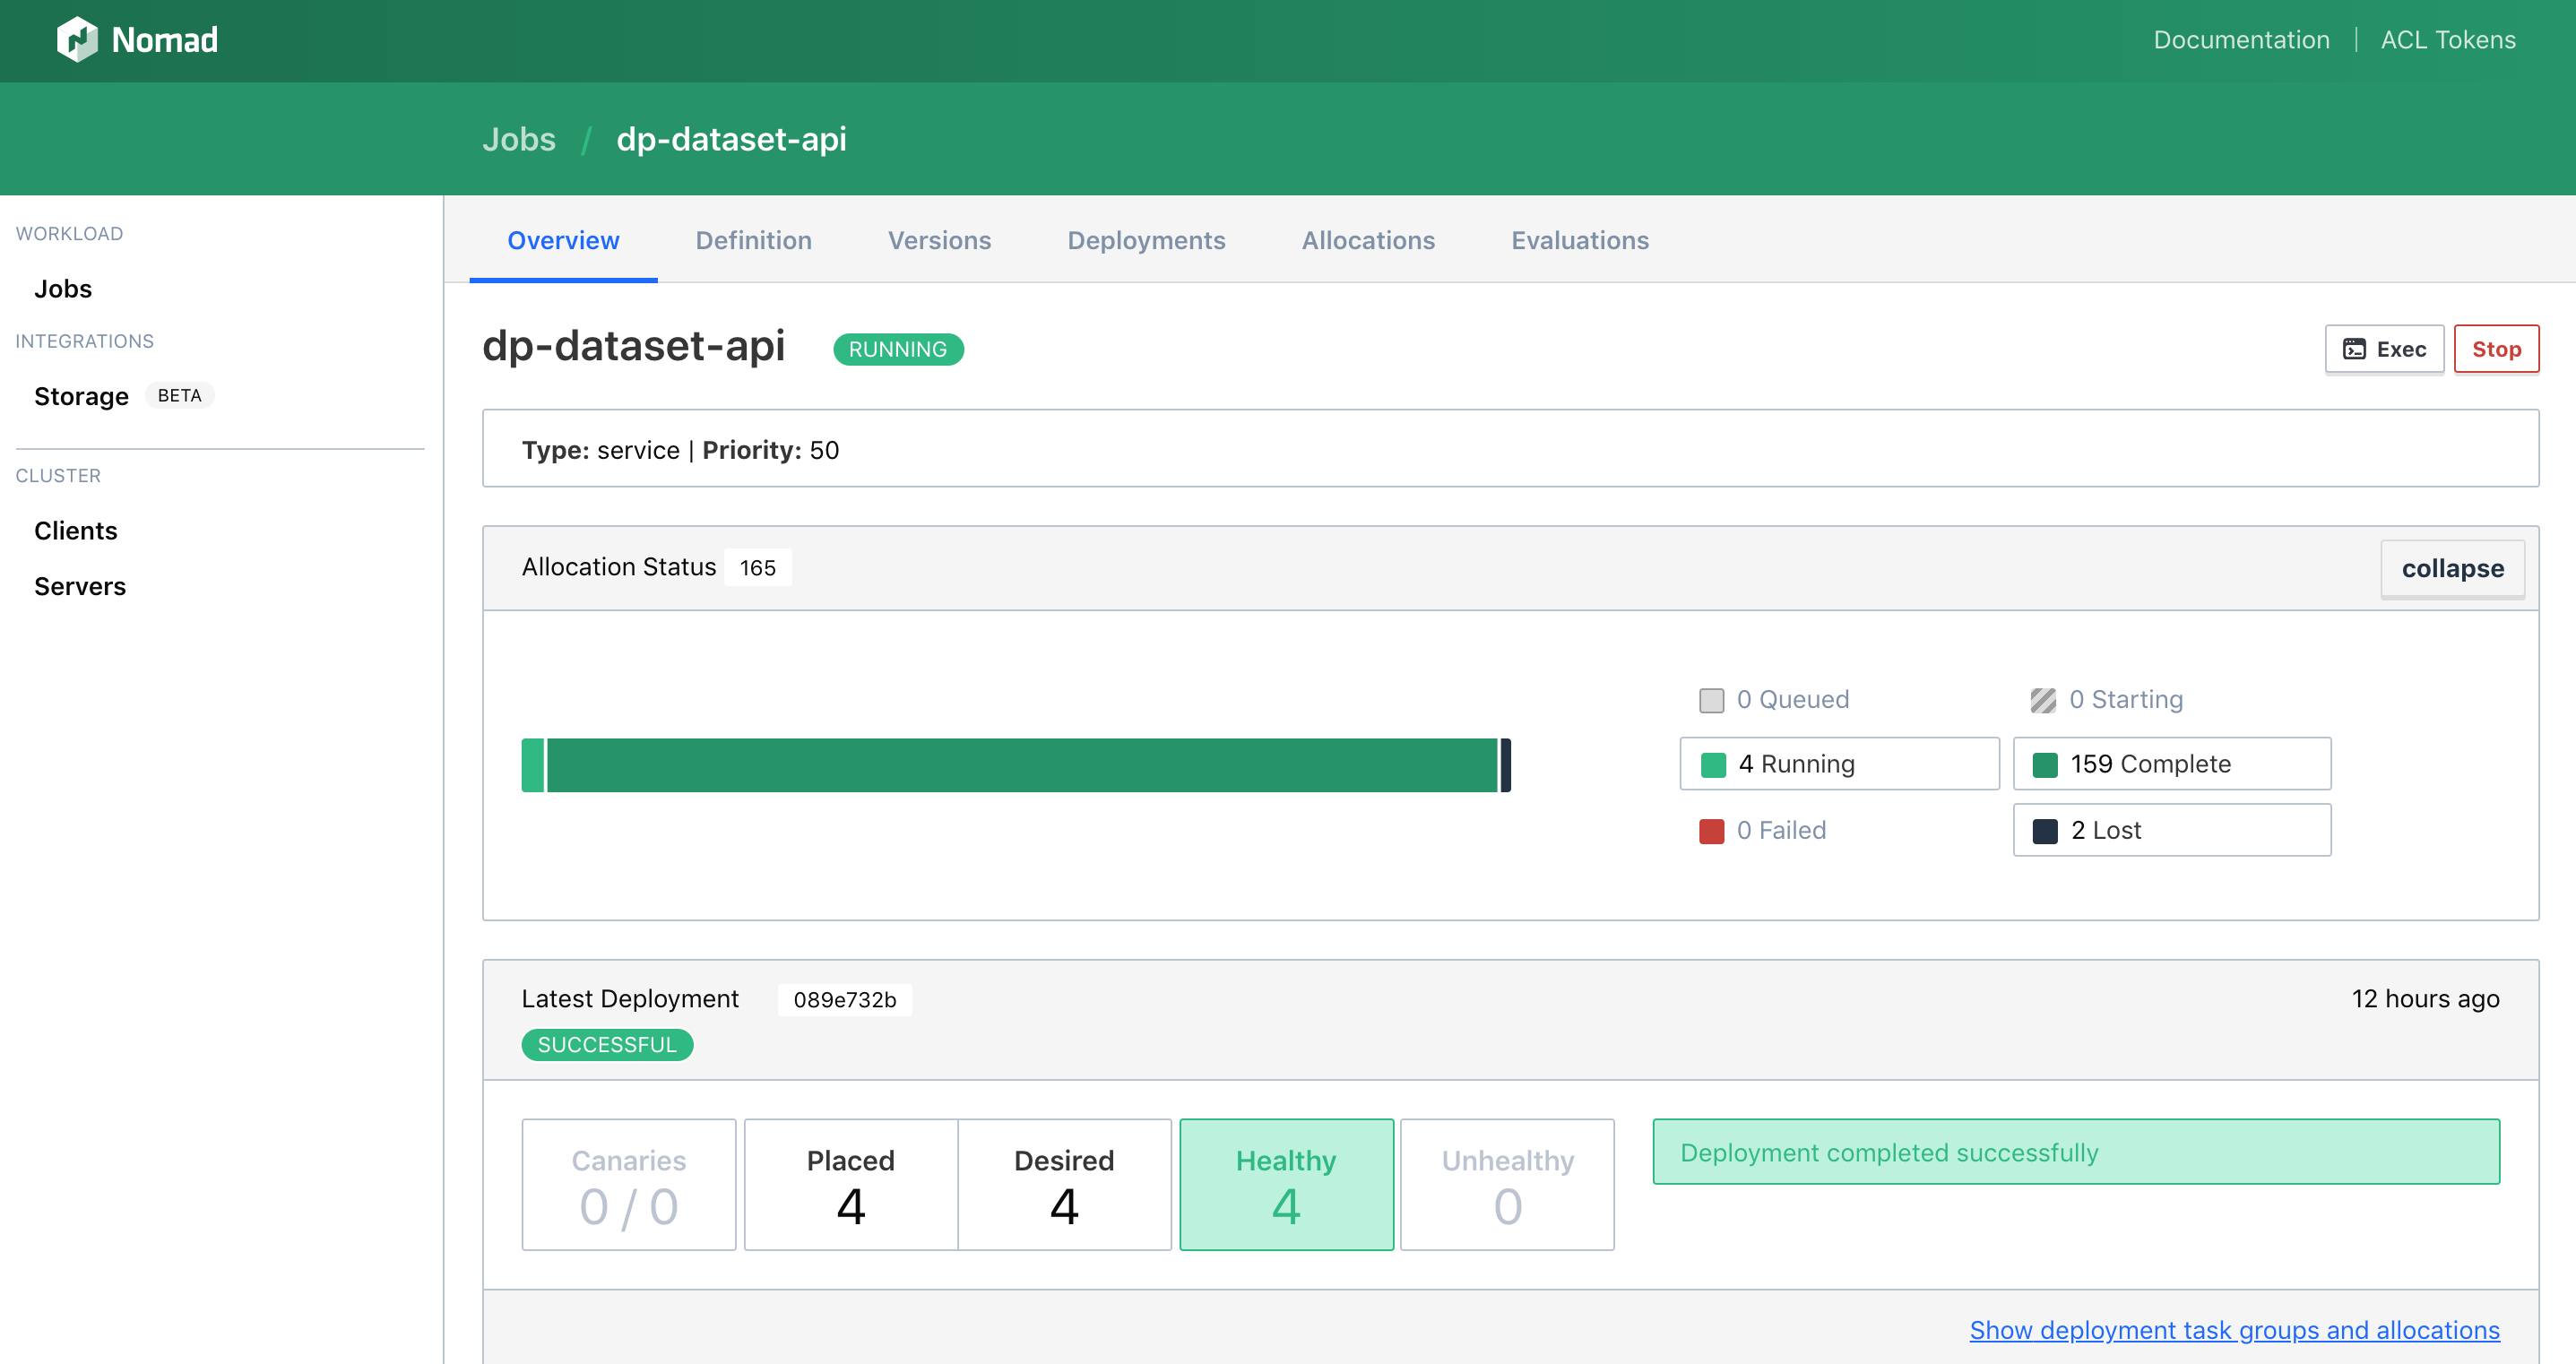 Nomad
Documentation | ACL Tokens
Jobs / dp-dataset-api
WORKLOAD
Jobs
INTEGRATIONS
Storage BETA
CLUSTER
Clients
Servers
Overview Definition Versions Deployments Allocations Evaluations
dp-dataset-api RUNNING
Exec Stop
Type: service | Priority: 50
Allocation Status 165
collapse
0 Queued 0 Starting
4 Running 159 Complete
0 Failed 2 Lost
Latest Deployment 089e732b
12 hours ago
SUCCESSFUL
Canaries Placed Desired Healthy Unhealthy
0 / 0 4 4 4 0
Deployment completed successfully
Show deployment task groups and allocations